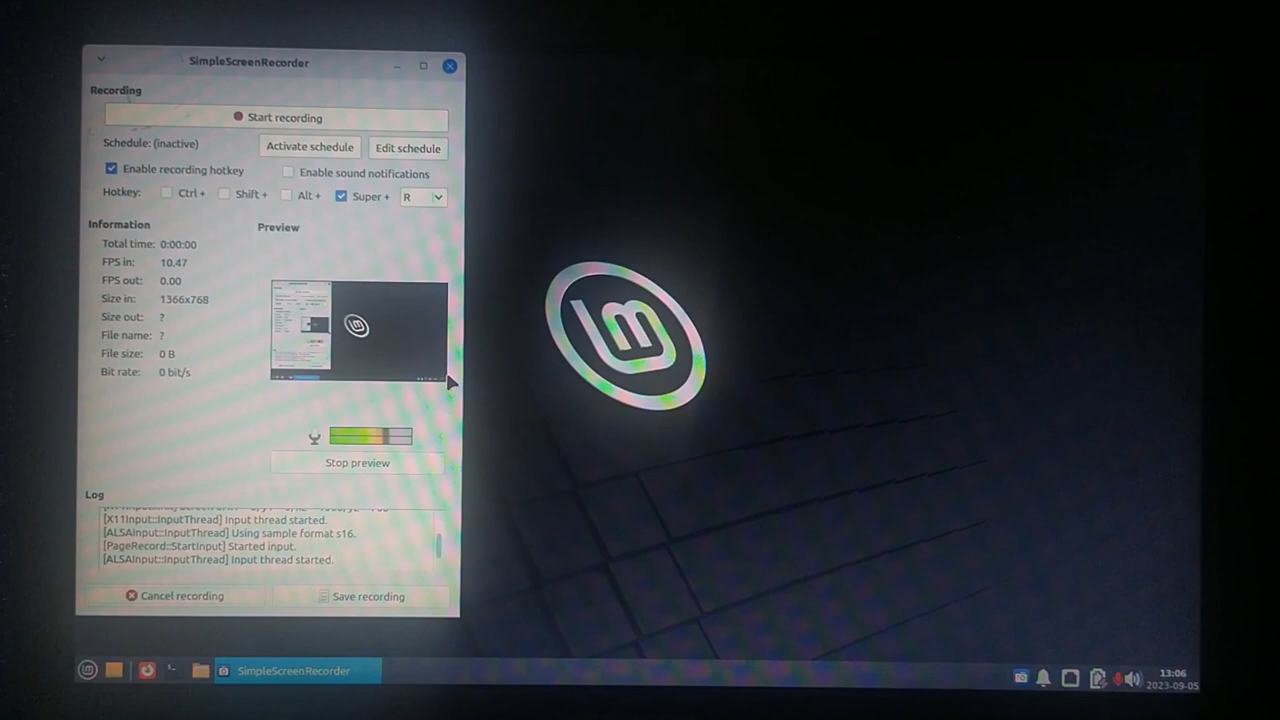 SimpleScreenRecorder
Recording
Start recording
Schedule: (inactive)
Activate schedule
Edit schedule
Enable recording hotkey
Enable sound notifications
Hotkey:
Ctrl +
Shift +
Alt +
Super +
R
Information
Preview
Total time: 0:00:00
FPS in: 10.47
FPS out: 0.00
Size in: 1366x768
Size out: ?
File name: ?
File size: 0 B
Bit rate: 0 bit/s
Stop preview
Log
[X11Input::InputThread] Input thread started.
[ALSAInput::InputThread] Using sample format s16.
[PageRecord::StartInput] Started input.
[ALSAInput::InputThread] Input thread started.
Cancel recording
Save recording
SimpleScreenRecorder
13:06
2023-09-05